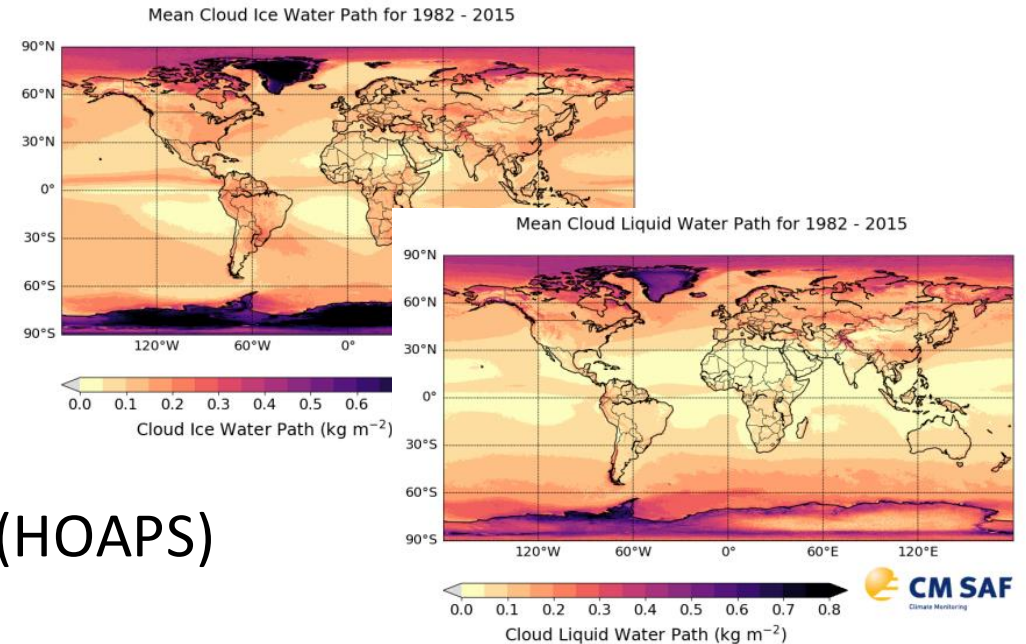 Mean Cloud Ice Water Path for 1982 - 2015
90°N
60°N
30°N
0°
30°S
60°S
90°S
120°W 60°W 0°
0.0 0.1 0.2 0.3 0.4 0.5 0.6
Cloud Ice Water Path (kg m⁻²)
Mean Cloud Liquid Water Path for 1982 - 2015
90°N
60°N
30°N
0°
30°S
60°S
90°S
120°W 60°W 0° 60°E 120°E
0.0 0.1 0.2 0.3 0.4 0.5 0.6 0.7 0.8
Cloud Liquid Water Path (kg m⁻²)
(HOAPS)
CM SAF
Climate Monitoring